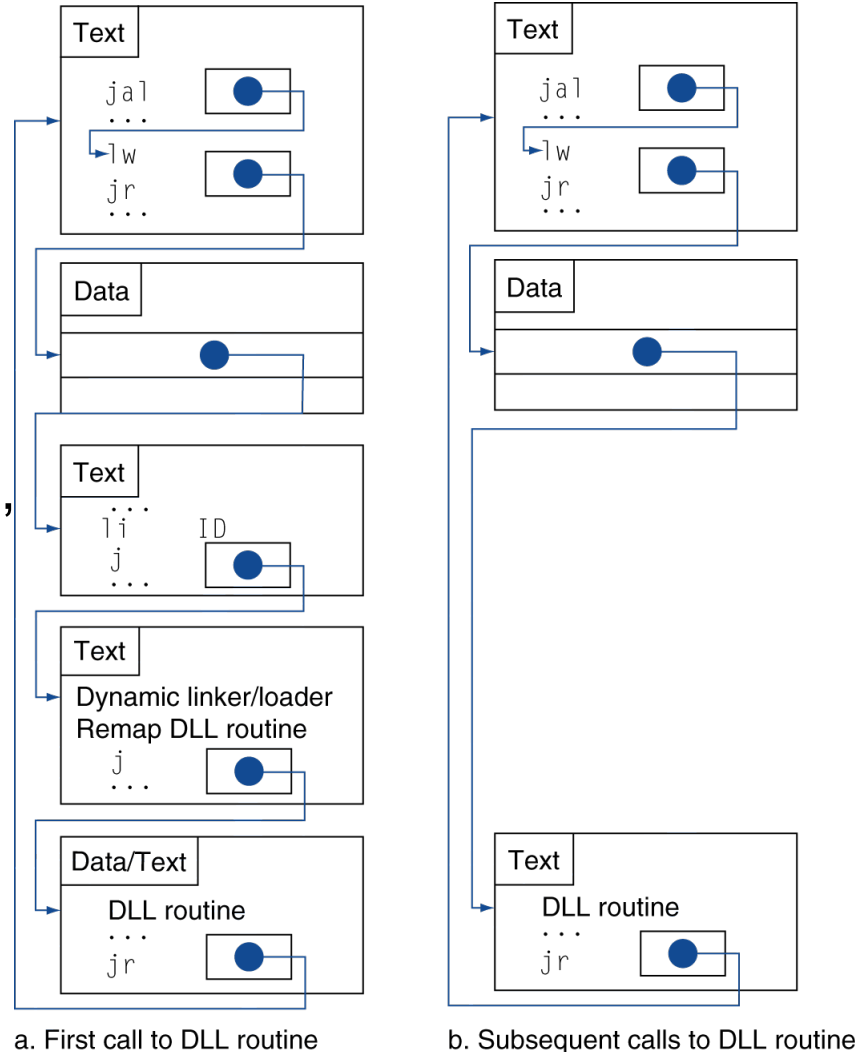 Text
jal
...
lw
jr
...
Data
Text
...
li ID
j
...
Text
Dynamic linker/loader
Remap DLL routine
j
...
Data/Text
DLL routine
...
jr
a. First call to DLL routine
,
Text
jal
...
lw
jr
...
Data
Text
DLL routine
...
jr
b. Subsequent calls to DLL routine